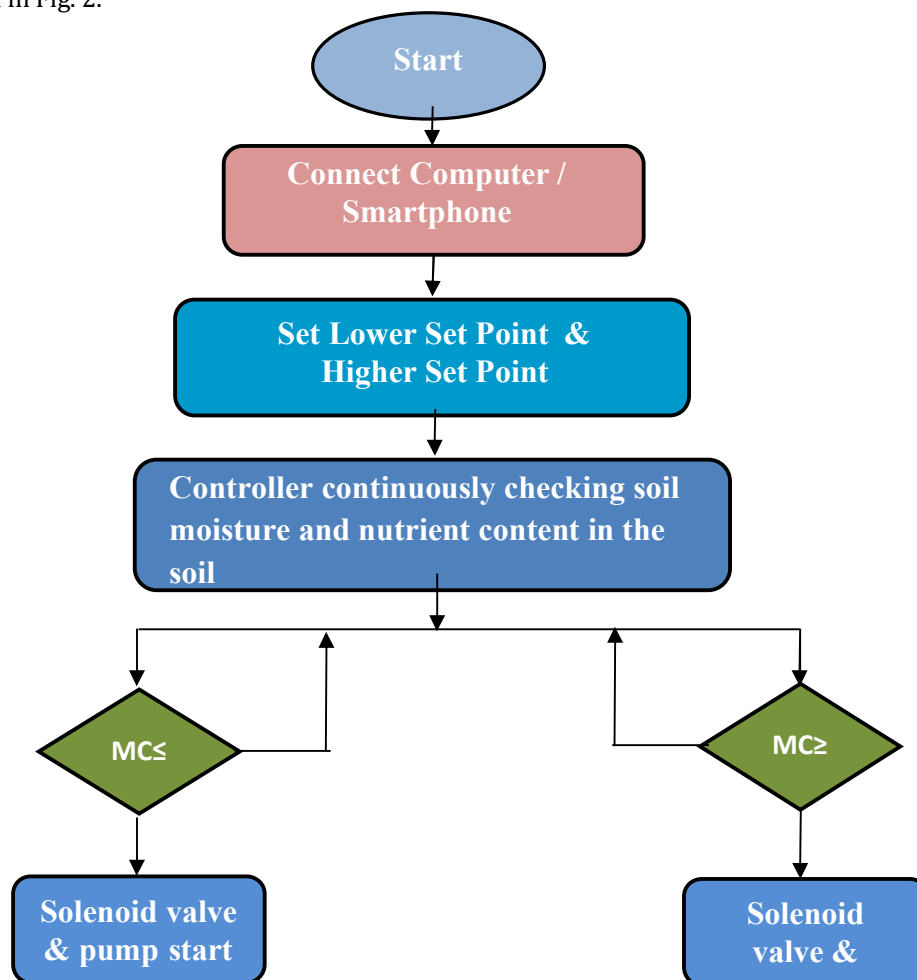 in Fig. 2.
Start
Connect Computer /
Smartphone
Set Lower Set Point &
Higher Set Point
Controller continuously checking soil
moisture and nutrient content in the
soil
MC≤
MC≥
Solenoid valve
& pump start
Solenoid
valve &